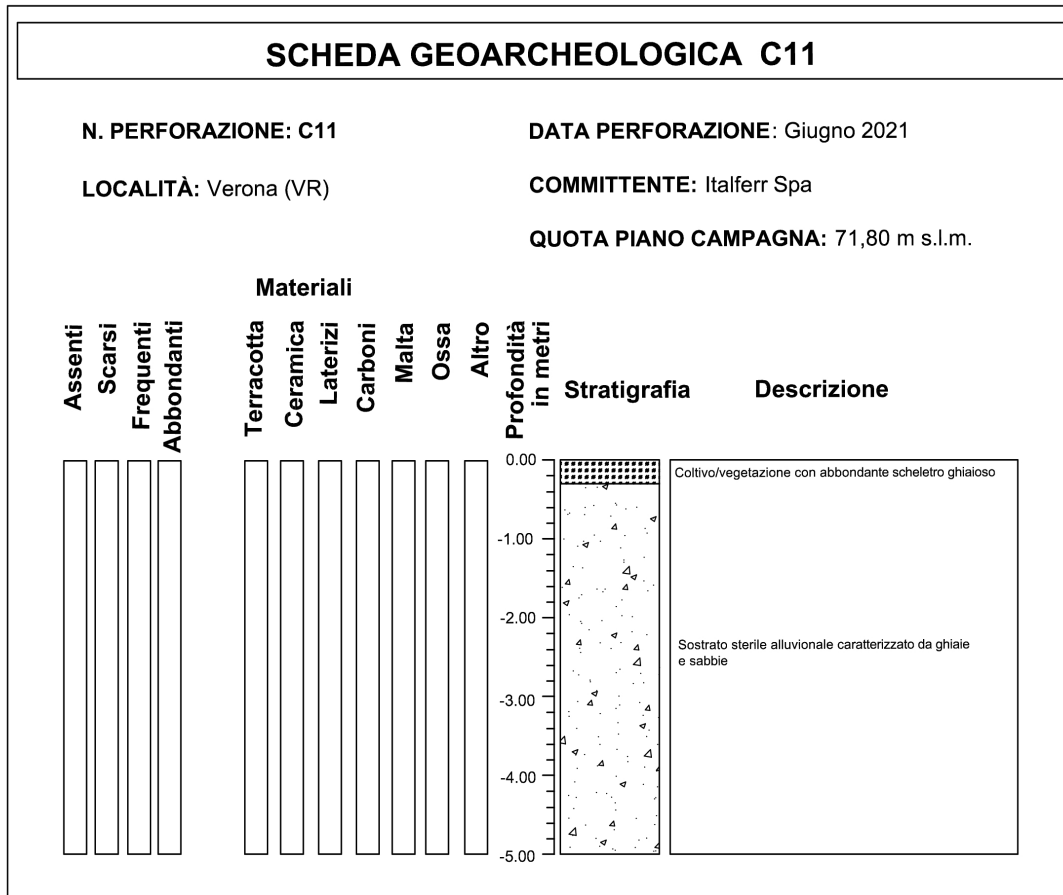 SCHEDA GEOARCHEOLOGICA C11
N. PERFORAZIONE: C11
DATA PERFORAZIONE: Giugno 2021
LOCALITÀ: Verona (VR)
COMMITTENTE: Italferr Spa
QUOTA PIANO CAMPAGNA: 71,80 m s.l.m.
Materiali
Assenti
Scarsi
Frequenti
Abbondanti
Terracotta
Ceramica
Laterizi
Carboni
Malta
Ossa
Altro
Profondità
in metri
Stratigrafia
Descrizione
0.00
Coltivo/vegetazione con abbondante scheletro ghiaioso
-1.00
-2.00
Sostrato sterile alluvionale caratterizzato da ghiaie
e sabbie
-3.00
-4.00
-5.00